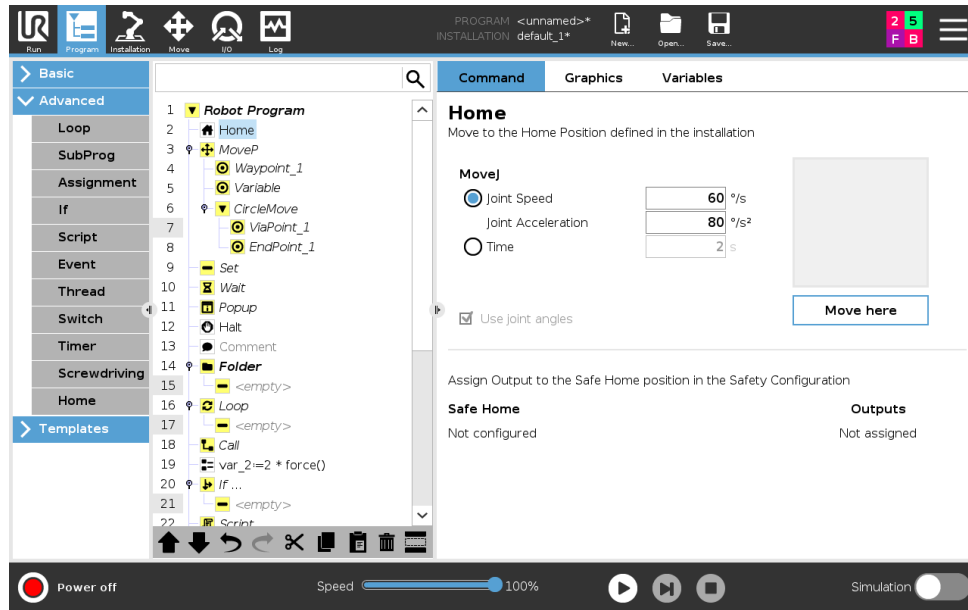 PROGRAM <unnamed>*
INSTALLATION default_1*
2 5
F B
Run Program Installation Move I/O Log New... Open... Save...
Basic
Advanced
Loop
SubProg
Assignment
If
Script
Event
Thread
Switch
Timer
Screwdriving
Home
Templates
1 Robot Program
2 Home
3 MoveP
4 Waypoint_1
5 Variable
6 CircleMove
7 ViaPoint_1
8 EndPoint_1
9 Set
10 Wait
11 Popup
12 Halt
13 Comment
14 Folder
15 <empty>
16 Loop
17 <empty>
18 Call
19 var_2:=2 * force()
20 If ...
21 <empty>
22 Script
Command Graphics Variables
Home
Move to the Home Position defined in the installation
MoveJ
Joint Speed 60 °/s
Joint Acceleration 80 °/s²
Time 2 s
Use joint angles
Move here
Assign Output to the Safe Home position in the Safety Configuration
Safe Home Outputs
Not configured Not assigned
Power off Speed 100% Simulation